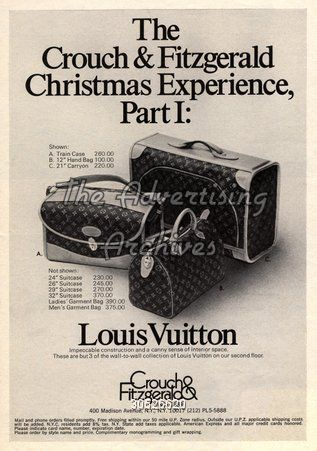 The
Crouch & Fitzgerald
Christmas Experience,
Part I:
Shown:
A. Train Case 260.00
B. 12" Hand Bag 100.00
C. 21" Carryon 220.00
The Advertising
Archives
A.
B.
C.
Not shown:
24" Suitcase 230.00
26" Suitcase 245.00
29" Suitcase 270.00
32" Suitcase 370.00
Ladies' Garment Bag 390.00
Men's Garment Bag 375.00
Louis Vuitton
Impeccable construction and a canny sense of interior space.
These are but 3 of the wall-to-wall collection of Louis Vuitton on our second floor.
Crouch &
Fitzgerald
400 Madison Avenue, N.Y., N.Y. 10017 (212) PL5-5888
Mail and phone orders filled promptly. Free shipping within our 50 mile U.P. Zone radius. Outside our U.P.Z. applicable shipping costs
will be added. N.Y.C. residents add 8% tax. N.Y. State add taxes applicable. American Express and all major credit cards honored.
Please indicate card name, number, expiration date.
Please order by style name and price. Complimentary monogramming and gift wrapping.